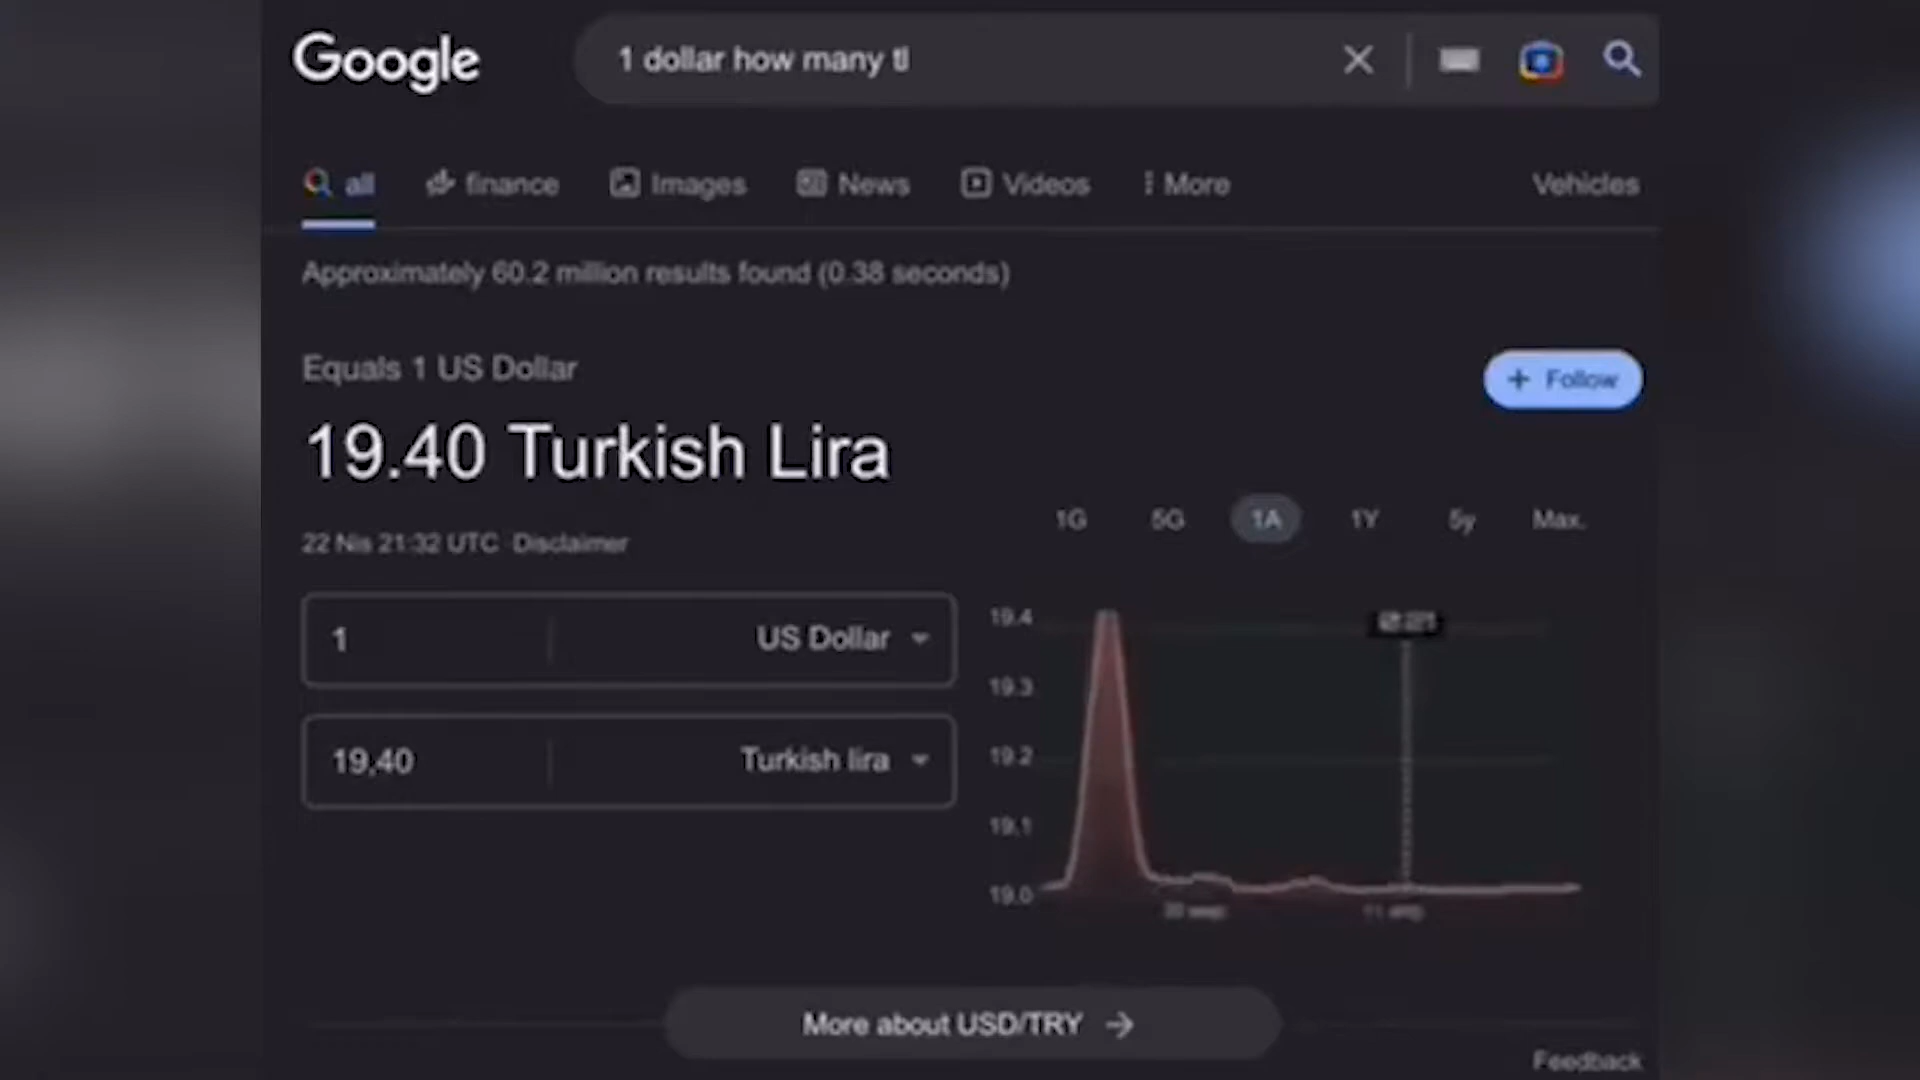 Google
1 dollar how many tl
all finance Images News Videos More Vehicles
Approximately 60.2 million results found (0.38 seconds)
Equals 1 US Dollar
+ Follow
19.40 Turkish Lira
22 Nis 21:32 UTC · Disclaimer
1G 5G 1A 1Y 5y Max.
1 US Dollar
19,40 Turkish lira
19.4
19.3
19.2
19.1
19.0
More about USD/TRY →
Feedback